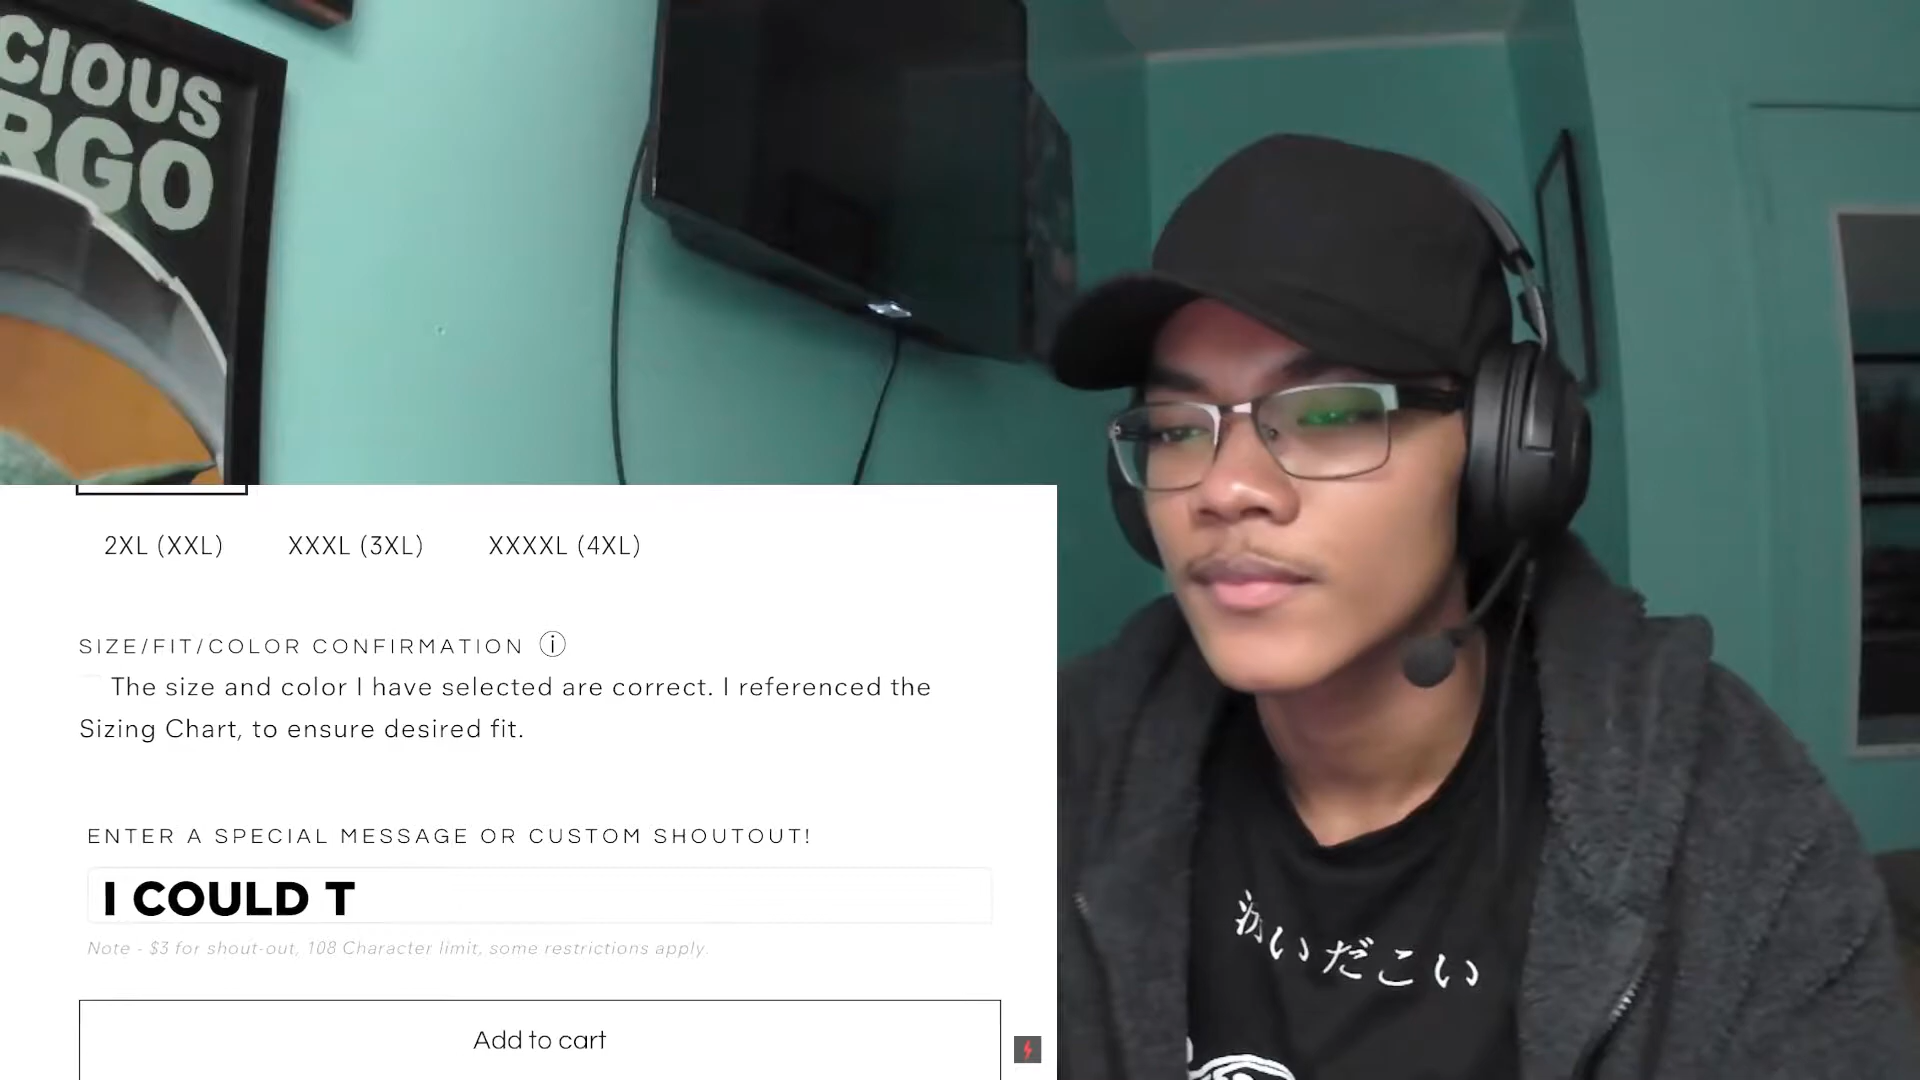 CIOUS
RGO
2XL (XXL)
XXXL (3XL)
XXXXL (4XL)
SIZE/FIT/COLOR CONFIRMATION ⓘ
The size and color I have selected are correct. I referenced the
Sizing Chart, to ensure desired fit.
ENTER A SPECIAL MESSAGE OR CUSTOM SHOUTOUT!
I COULD T
Note - $3 for shout-out, 108 Character limit, some restrictions apply.
Add to cart
いだこい